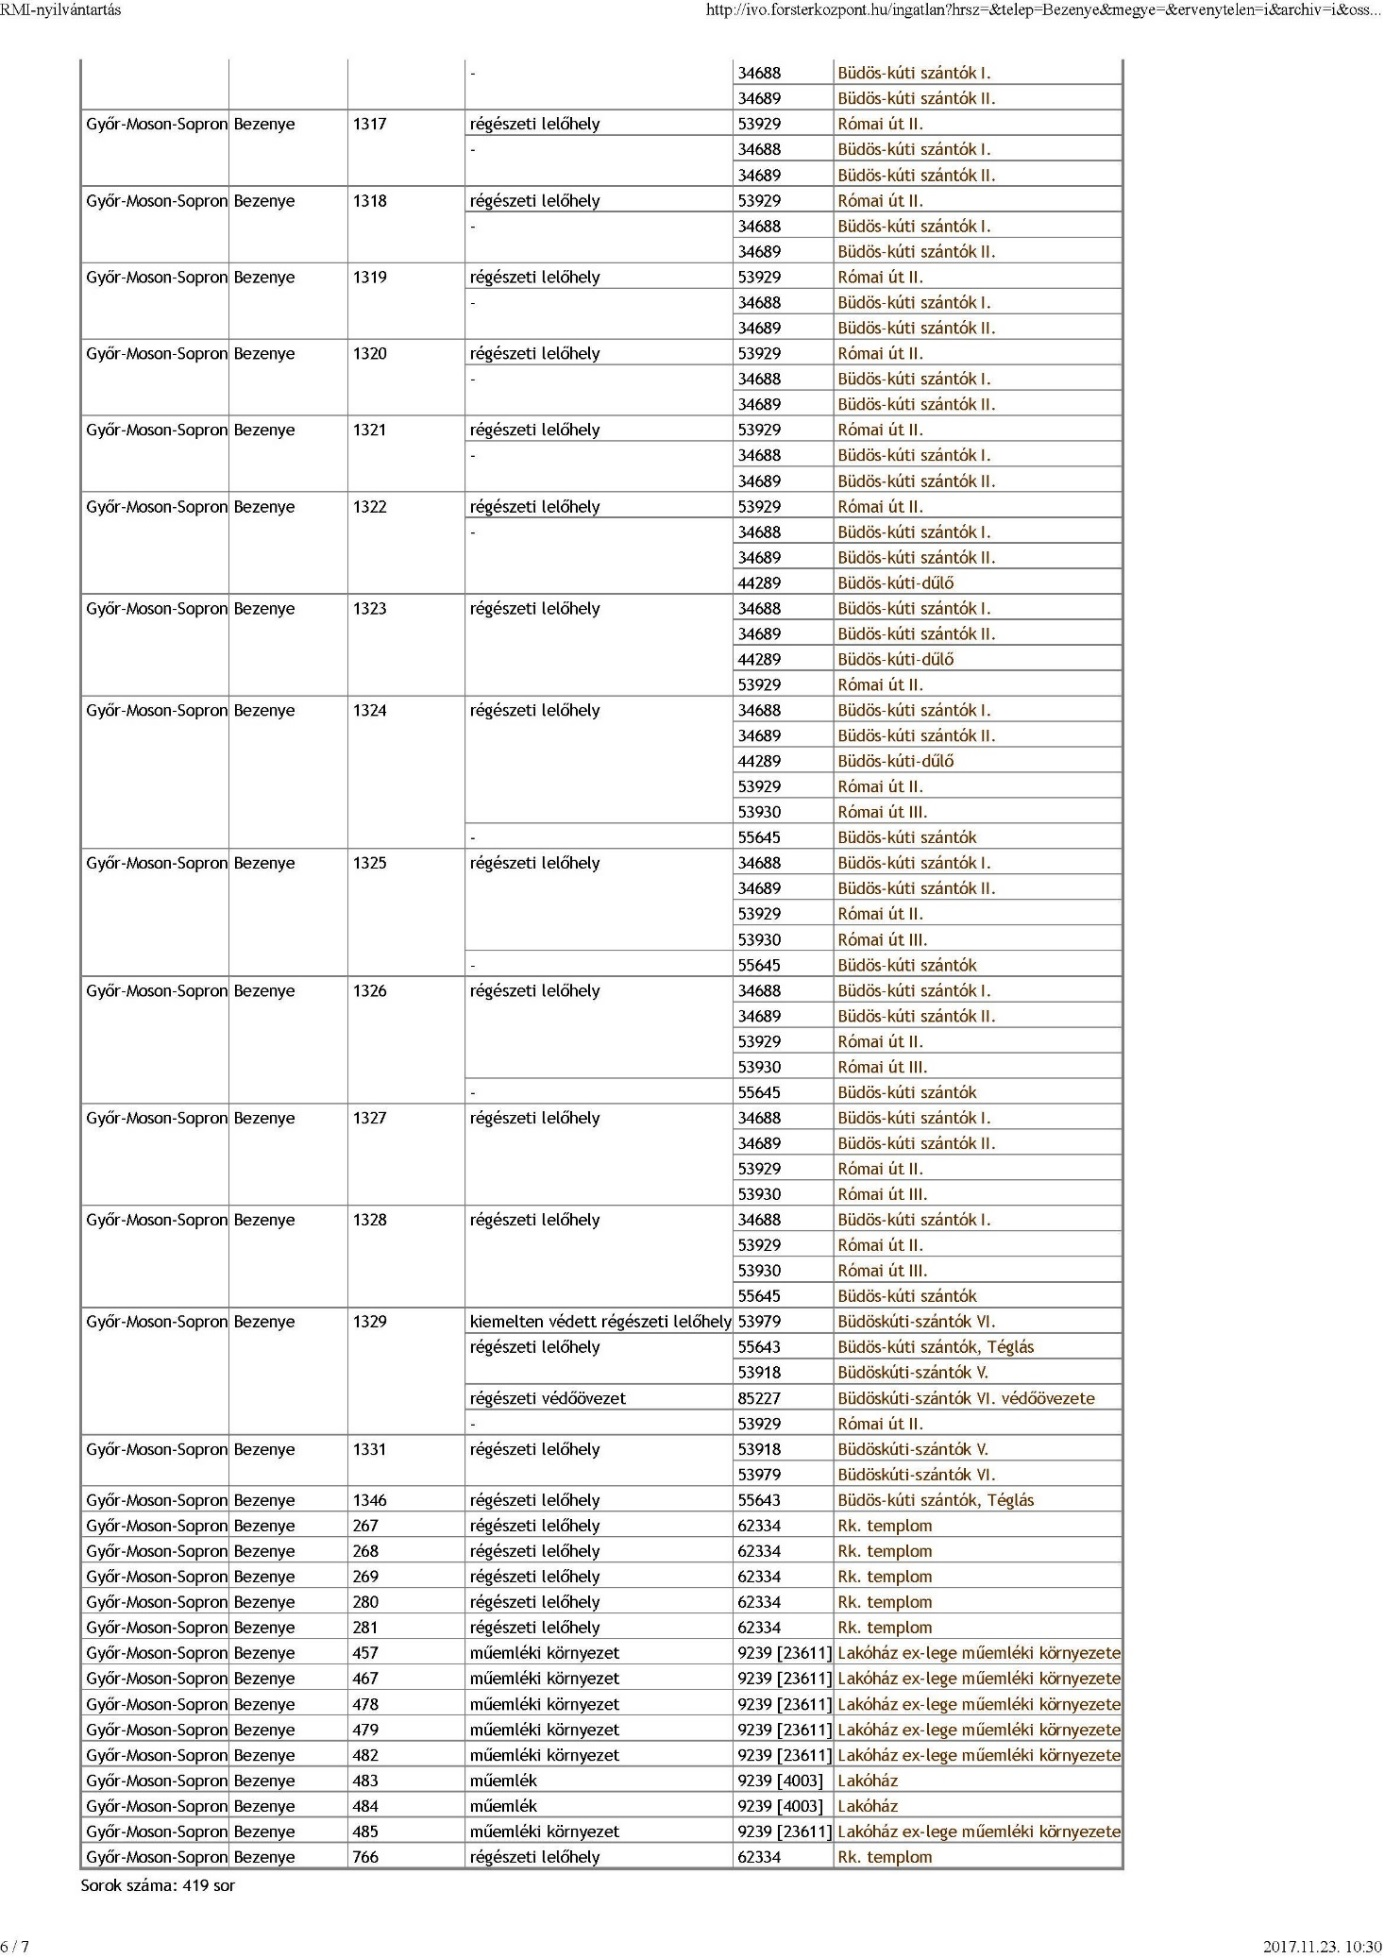 RMI-nyilvántartás http://ivo.forsterkozpont.hu/ingatlan?hrsz=&telep=Bezenye&megye=&ervenytelen=i&archiv=i&oss...
- 34688 Büdös-kúti szántók I.
34689 Büdös-kúti szántók II.
Győr-Moson-Sopron Bezenye 1317 régészeti lelőhely 53929 Római út II.
- 34688 Büdös-kúti szántók I.
34689 Büdös-kúti szántók II.
Győr-Moson-Sopron Bezenye 1318 régészeti lelőhely 53929 Római út II.
- 34688 Büdös-kúti szántók I.
34689 Büdös-kúti szántók II.
Győr-Moson-Sopron Bezenye 1319 régészeti lelőhely 53929 Római út II.
- 34688 Büdös-kúti szántók I.
34689 Büdös-kúti szántók II.
Győr-Moson-Sopron Bezenye 1320 régészeti lelőhely 53929 Római út II.
- 34688 Büdös-kúti szántók I.
34689 Büdös-kúti szántók II.
Győr-Moson-Sopron Bezenye 1321 régészeti lelőhely 53929 Római út II.
- 34688 Büdös-kúti szántók I.
34689 Büdös-kúti szántók II.
Győr-Moson-Sopron Bezenye 1322 régészeti lelőhely 53929 Római út II.
- 34688 Büdös-kúti szántók I.
34689 Büdös-kúti szántók II.
44289 Büdös-kúti-dűlő
Győr-Moson-Sopron Bezenye 1323 régészeti lelőhely 34688 Büdös-kúti szántók I.
34689 Büdös-kúti szántók II.
44289 Büdös-kúti-dűlő
53929 Római út II.
Győr-Moson-Sopron Bezenye 1324 régészeti lelőhely 34688 Büdös-kúti szántók I.
34689 Büdös-kúti szántók II.
44289 Büdös-kúti-dűlő
53929 Római út II.
53930 Római út III.
- 55645 Büdös-kúti szántók
Győr-Moson-Sopron Bezenye 1325 régészeti lelőhely 34688 Büdös-kúti szántók I.
34689 Büdös-kúti szántók II.
53929 Római út II.
53930 Római út III.
- 55645 Büdös-kúti szántók
Győr-Moson-Sopron Bezenye 1326 régészeti lelőhely 34688 Büdös-kúti szántók I.
34689 Büdös-kúti szántók II.
53929 Római út II.
53930 Római út III.
- 55645 Büdös-kúti szántók
Győr-Moson-Sopron Bezenye 1327 régészeti lelőhely 34688 Büdös-kúti szántók I.
34689 Büdös-kúti szántók II.
53929 Római út II.
53930 Római út III.
Győr-Moson-Sopron Bezenye 1328 régészeti lelőhely 34688 Büdös-kúti szántók I.
53929 Római út II.
53930 Római út III.
55645 Büdös-kúti szántók
Győr-Moson-Sopron Bezenye 1329 kiemelten védett régészeti lelőhely 53979 Büdöskúti-szántók VI.
régészeti lelőhely 55643 Büdös-kúti szántók, Téglás
53918 Büdöskúti-szántók V.
régészeti védőövezet 85227 Büdöskúti-szántók VI. védőövezete
- 53929 Római út II.
Győr-Moson-Sopron Bezenye 1331 régészeti lelőhely 53918 Büdöskúti-szántók V.
53979 Büdöskúti-szántók VI.
Győr-Moson-Sopron Bezenye 1346 régészeti lelőhely 55643 Büdös-kúti szántók, Téglás
Győr-Moson-Sopron Bezenye 267 régészeti lelőhely 62334 Rk. templom
Győr-Moson-Sopron Bezenye 268 régészeti lelőhely 62334 Rk. templom
Győr-Moson-Sopron Bezenye 269 régészeti lelőhely 62334 Rk. templom
Győr-Moson-Sopron Bezenye 280 régészeti lelőhely 62334 Rk. templom
Győr-Moson-Sopron Bezenye 281 régészeti lelőhely 62334 Rk. templom
Győr-Moson-Sopron Bezenye 457 műemléki környezet 9239 [23611] Lakóház ex-lege műemléki környezete
Győr-Moson-Sopron Bezenye 467 műemléki környezet 9239 [23611] Lakóház ex-lege műemléki környezete
Győr-Moson-Sopron Bezenye 478 műemléki környezet 9239 [23611] Lakóház ex-lege műemléki környezete
Győr-Moson-Sopron Bezenye 479 műemléki környezet 9239 [23611] Lakóház ex-lege műemléki környezete
Győr-Moson-Sopron Bezenye 482 műemléki környezet 9239 [23611] Lakóház ex-lege műemléki környezete
Győr-Moson-Sopron Bezenye 483 műemlék 9239 [4003] Lakóház
Győr-Moson-Sopron Bezenye 484 műemlék 9239 [4003] Lakóház
Győr-Moson-Sopron Bezenye 485 műemléki környezet 9239 [23611] Lakóház ex-lege műemléki környezete
Győr-Moson-Sopron Bezenye 766 régészeti lelőhely 62334 Rk. templom
Sorok száma: 419 sor
6 / 7 2017.11.23. 10:30